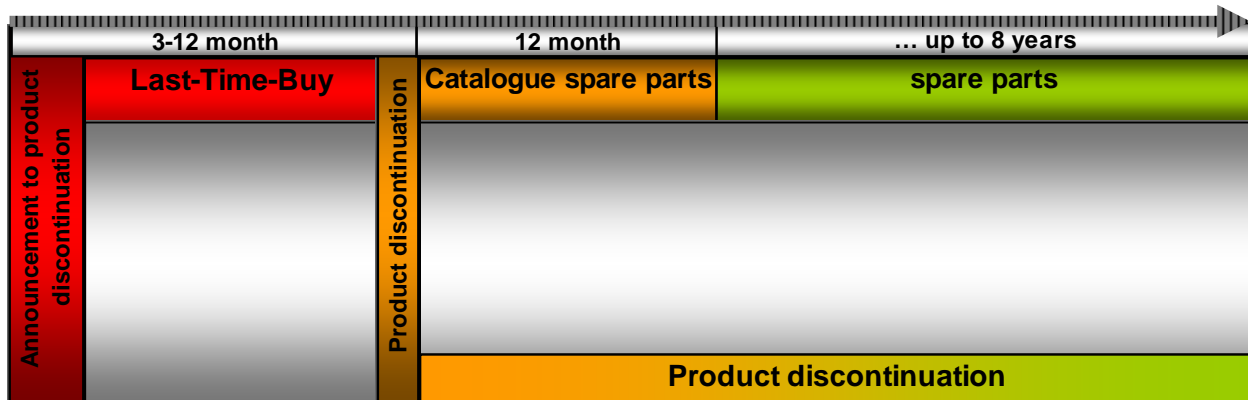 3-12 month
12 month
... up to 8 years
Announcement to product
discontinuation
Last-Time-Buy
Product discontinuation
Catalogue spare parts
spare parts
Product discontinuation